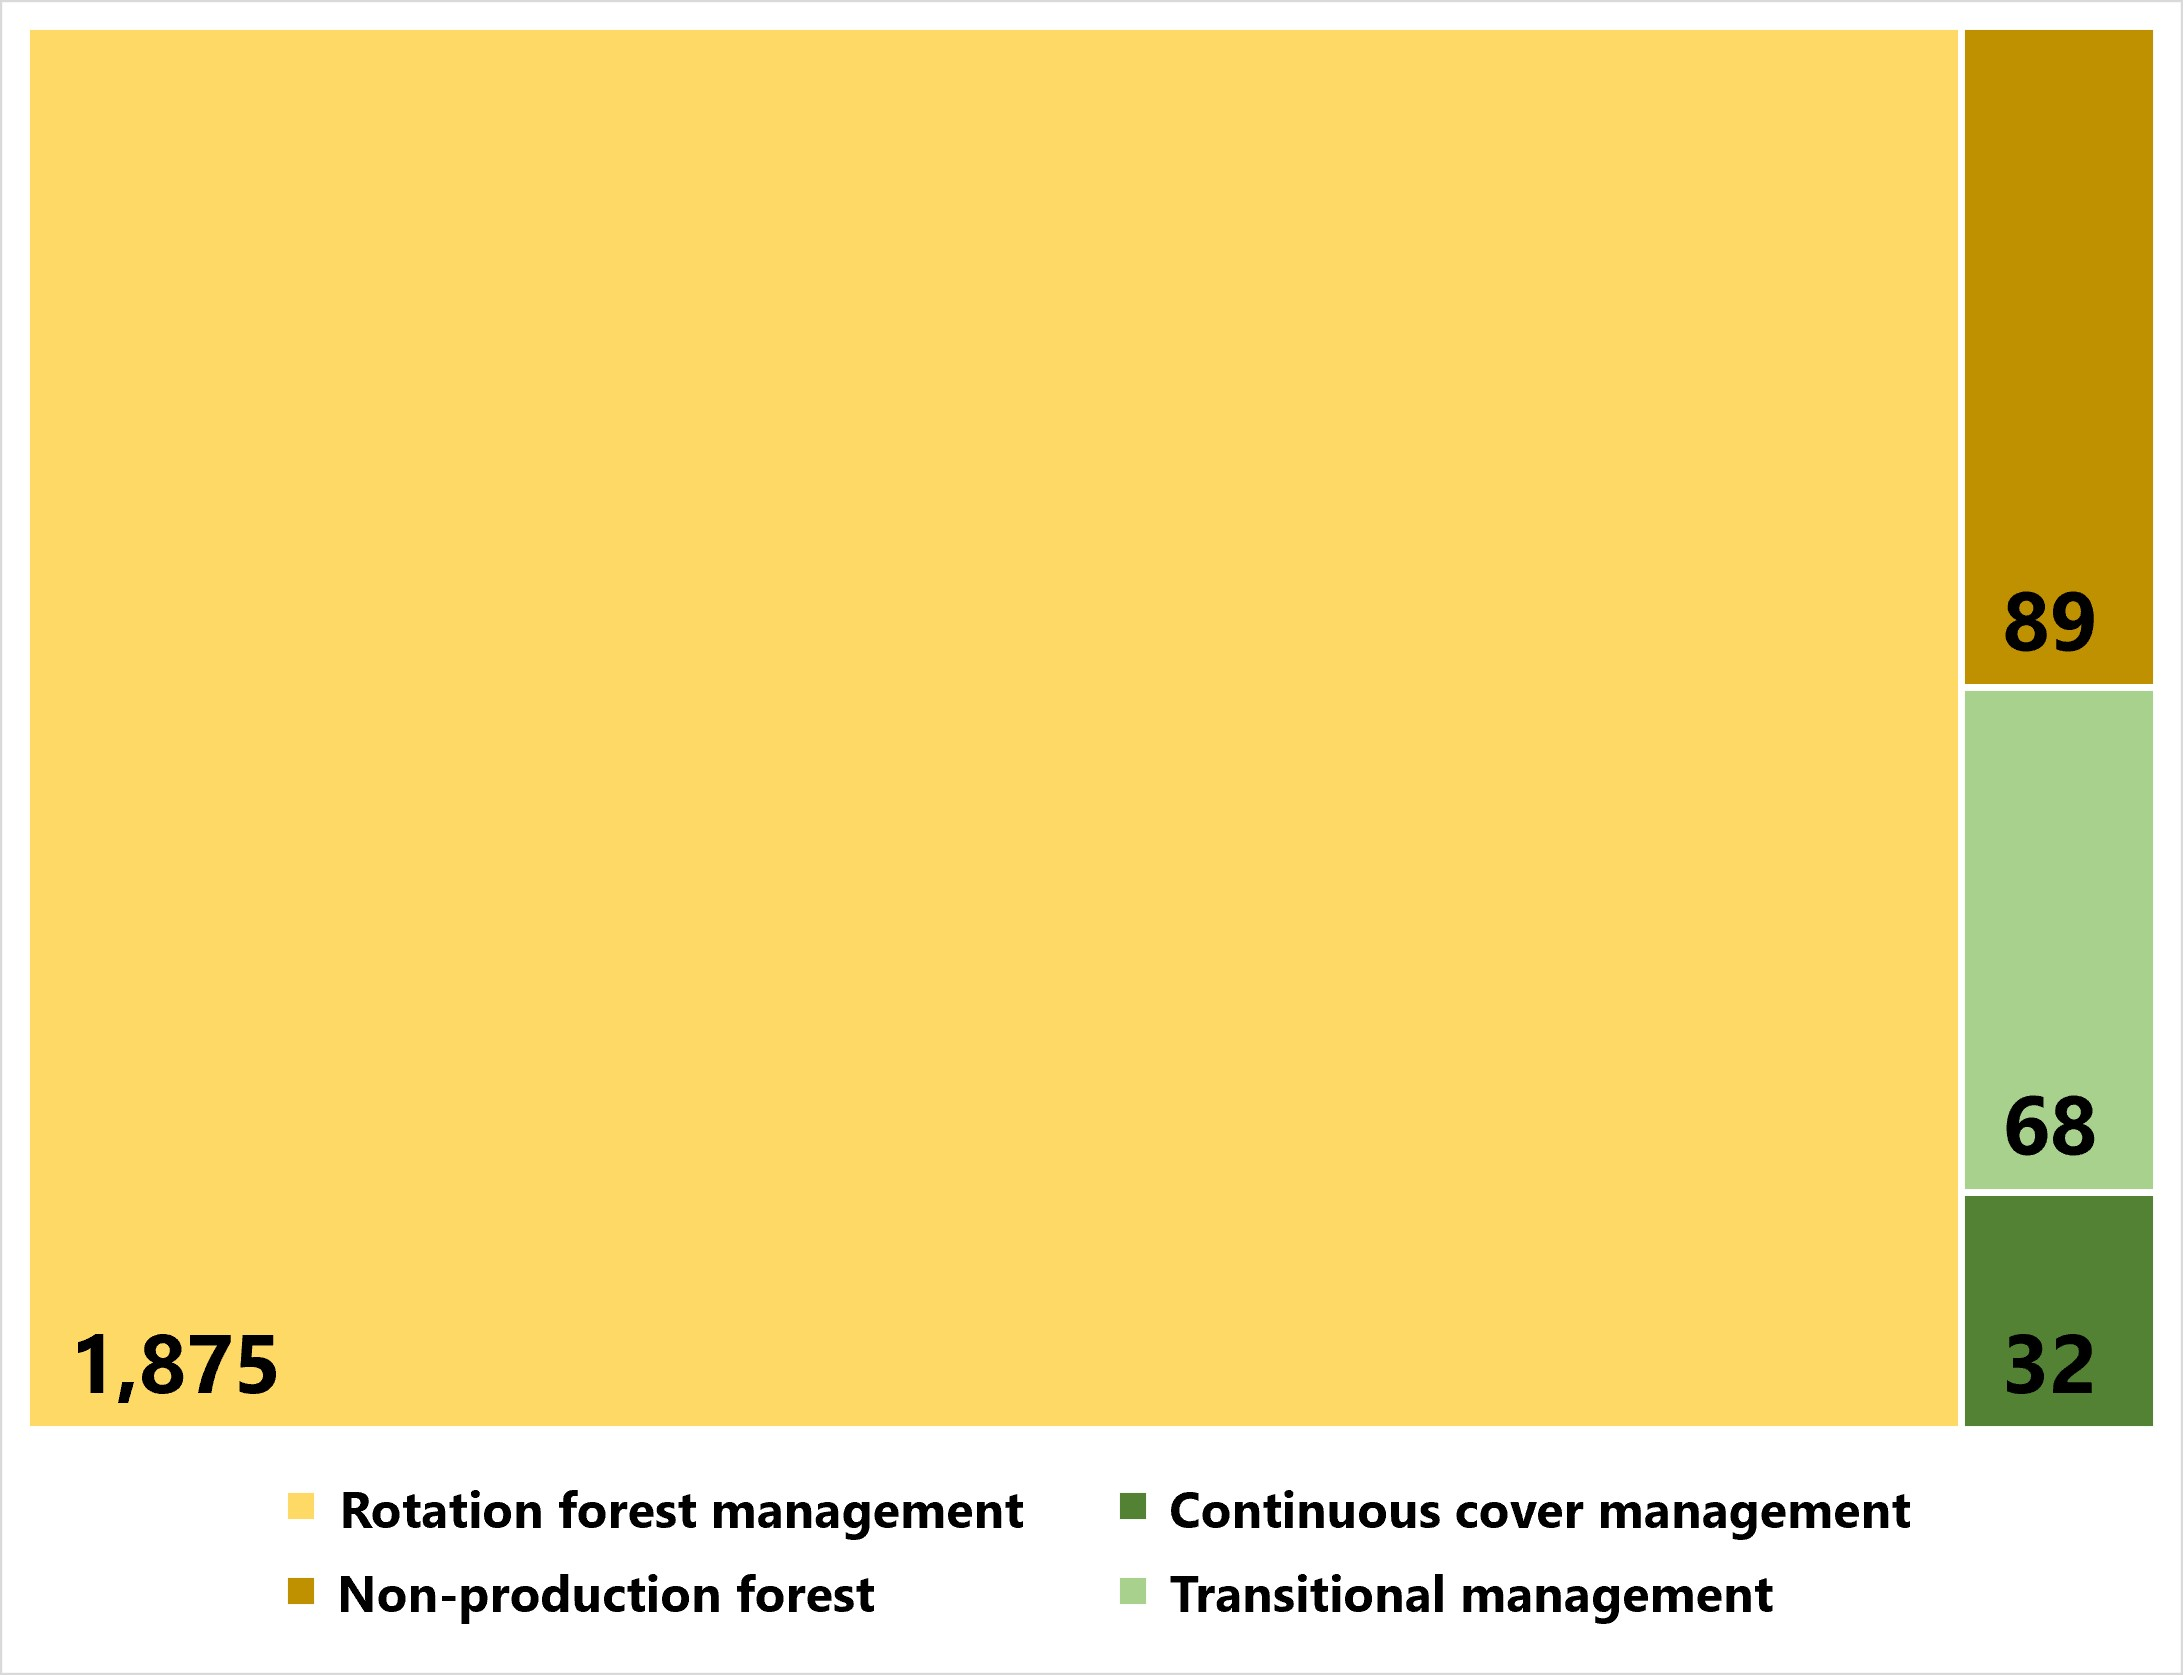 89
68
1,875
32
Rotation forest management
Continuous cover management
Non-production forest
Transitional management